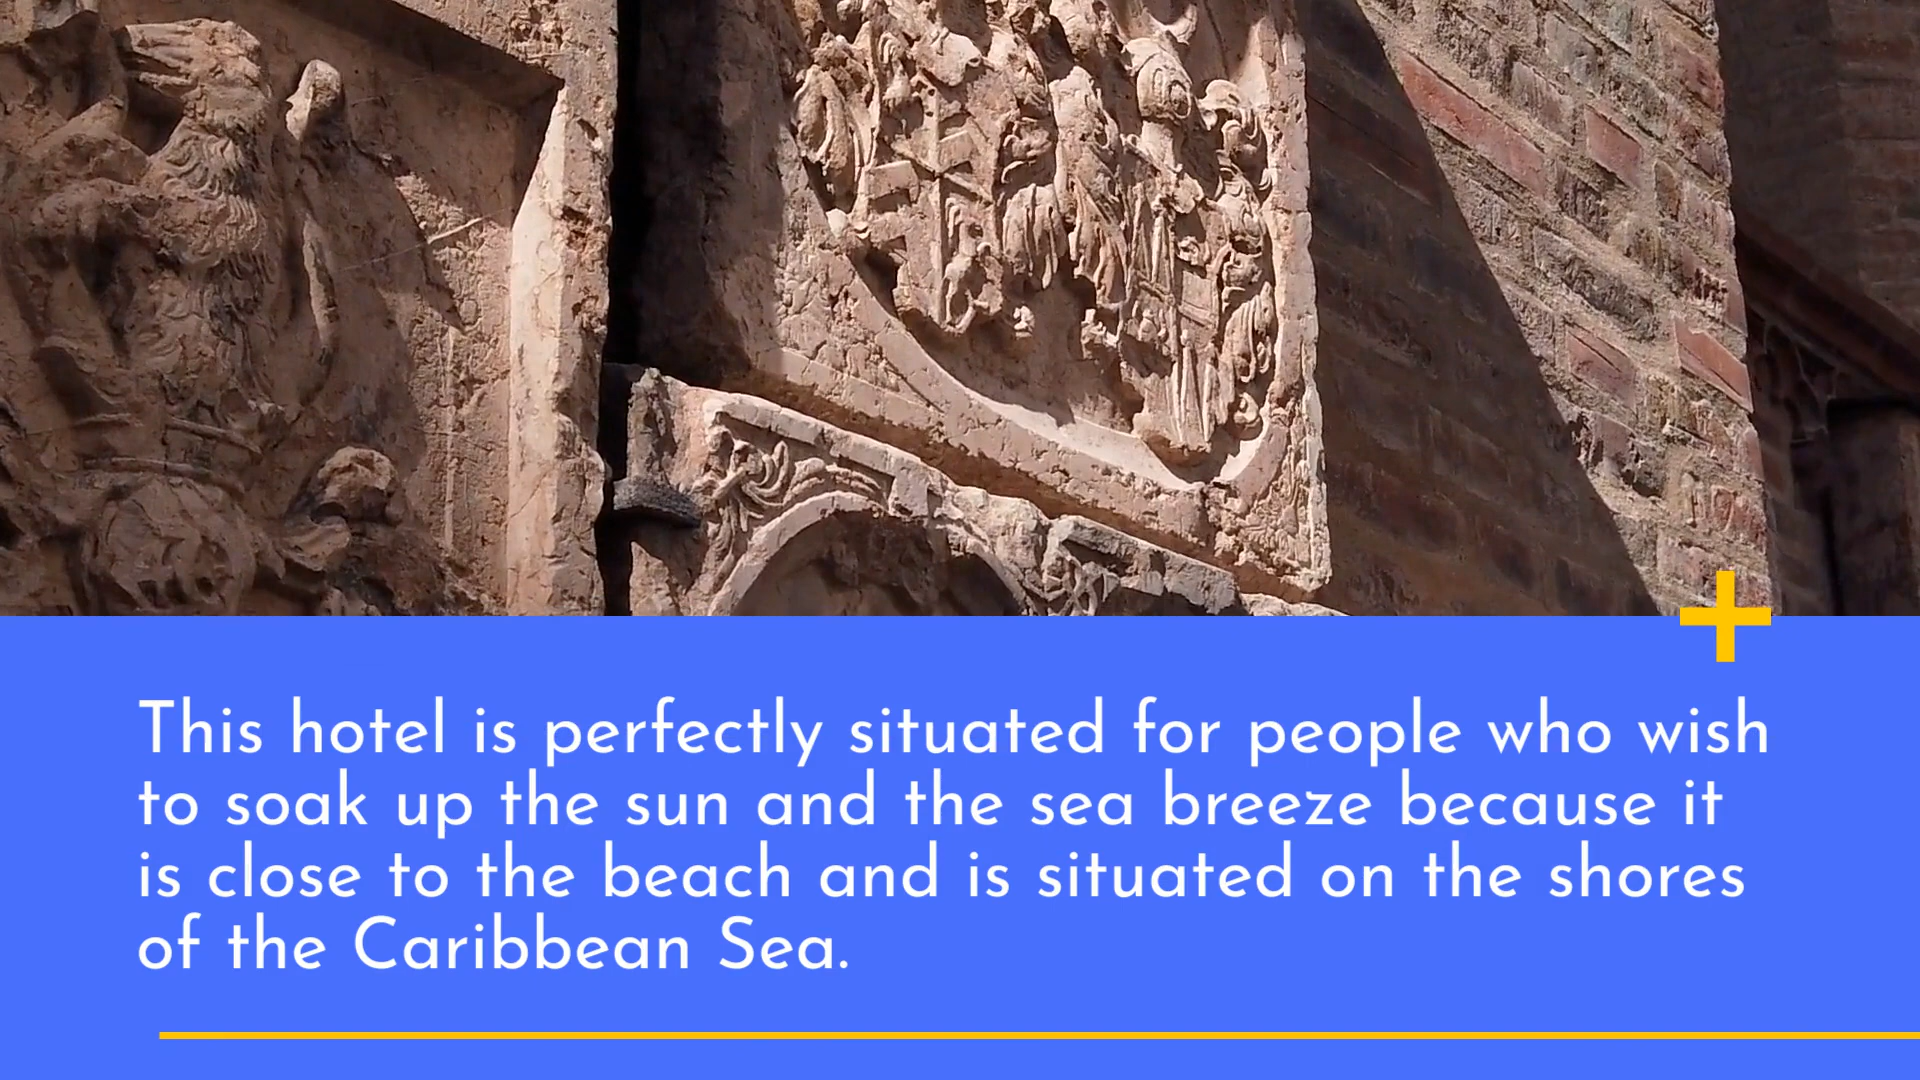 This hotel is perfectly situated for people who wish
to soak up the sun and the sea breeze because it
is close to the beach and is situated on the shores
of the Caribbean Sea.